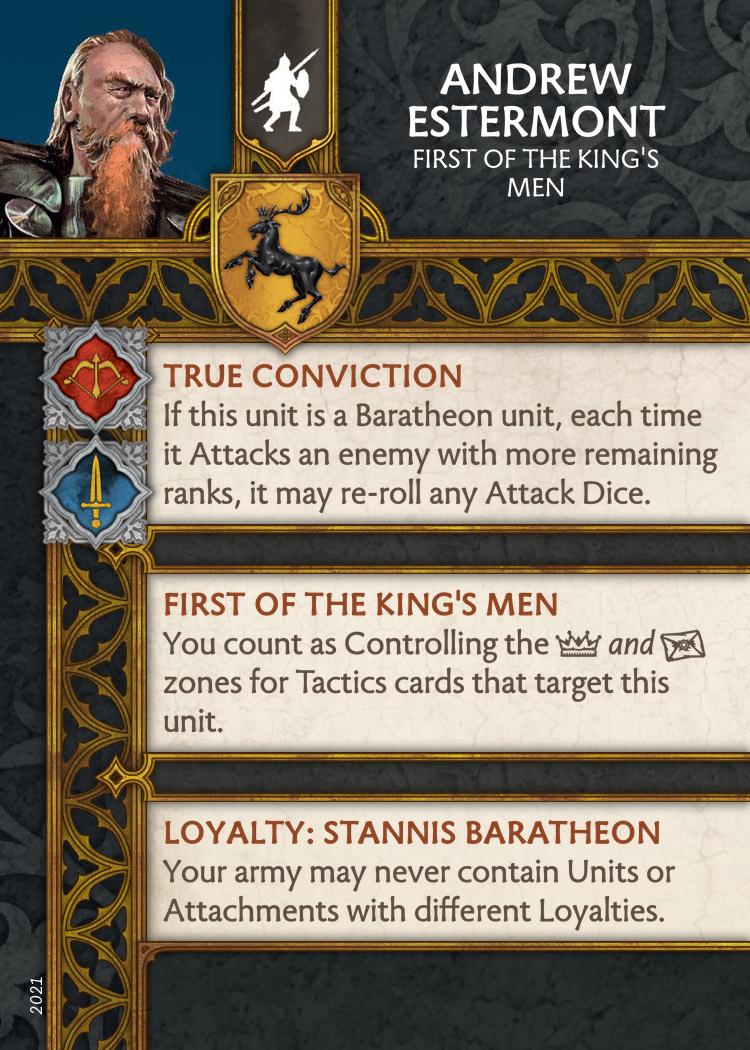 ANDREW
ESTERMONT
FIRST OF THE KING'S
MEN
TRUE CONVICTION
If this unit is a Baratheon unit, each time
it Attacks an enemy with more remaining
ranks, it may re-roll any Attack Dice.
FIRST OF THE KING'S MEN
You count as Controlling the and
zones for Tactics cards that target this
unit.
LOYALTY: STANNIS BARATHEON
Your army may never contain Units or
Attachments with different Loyalties.
2021